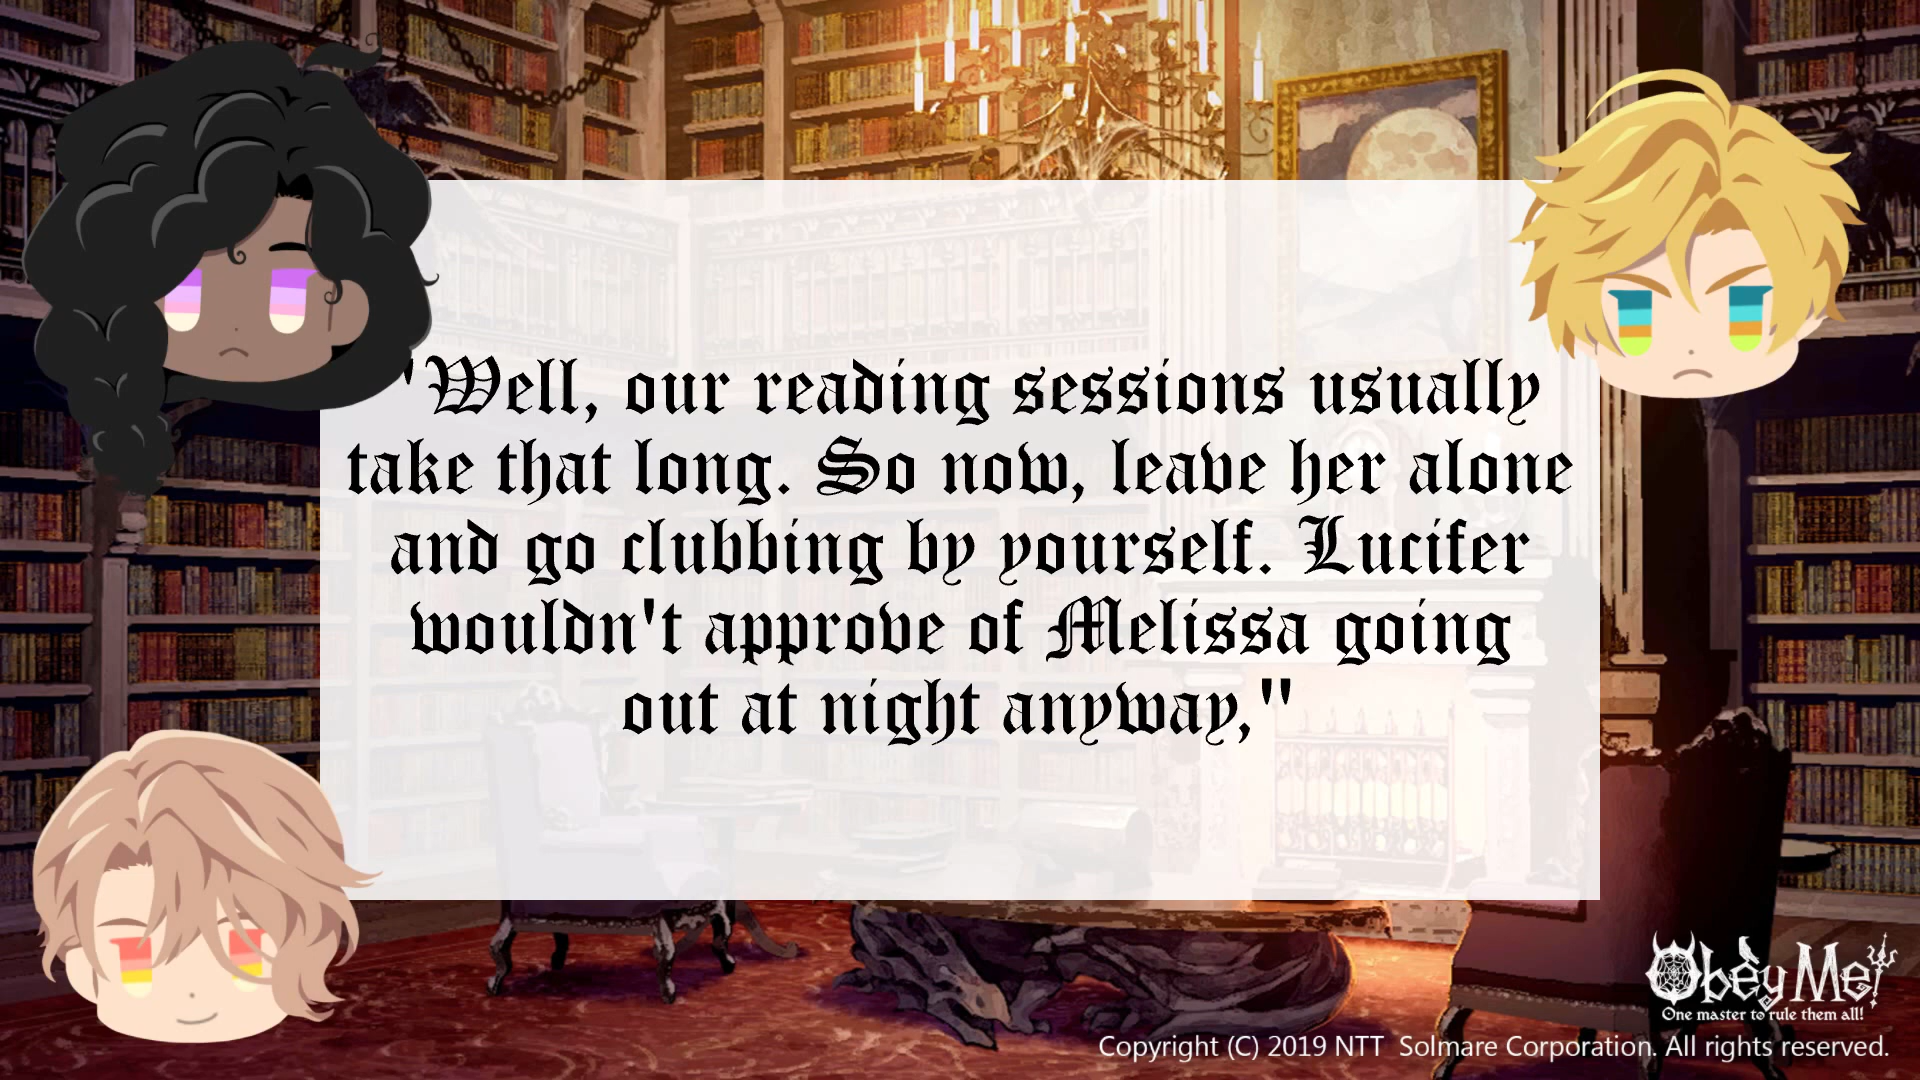 "Well, our reading sessions usually
take that long. So now, leave her alone
and go clubbing by yourself. Lucifer
wouldn't approve of Melissa going
out at night anyway,"
Obey Me!
One master to rule them all!
Copyright (C) 2019 NTT Solmare Corporation. All rights reserved.